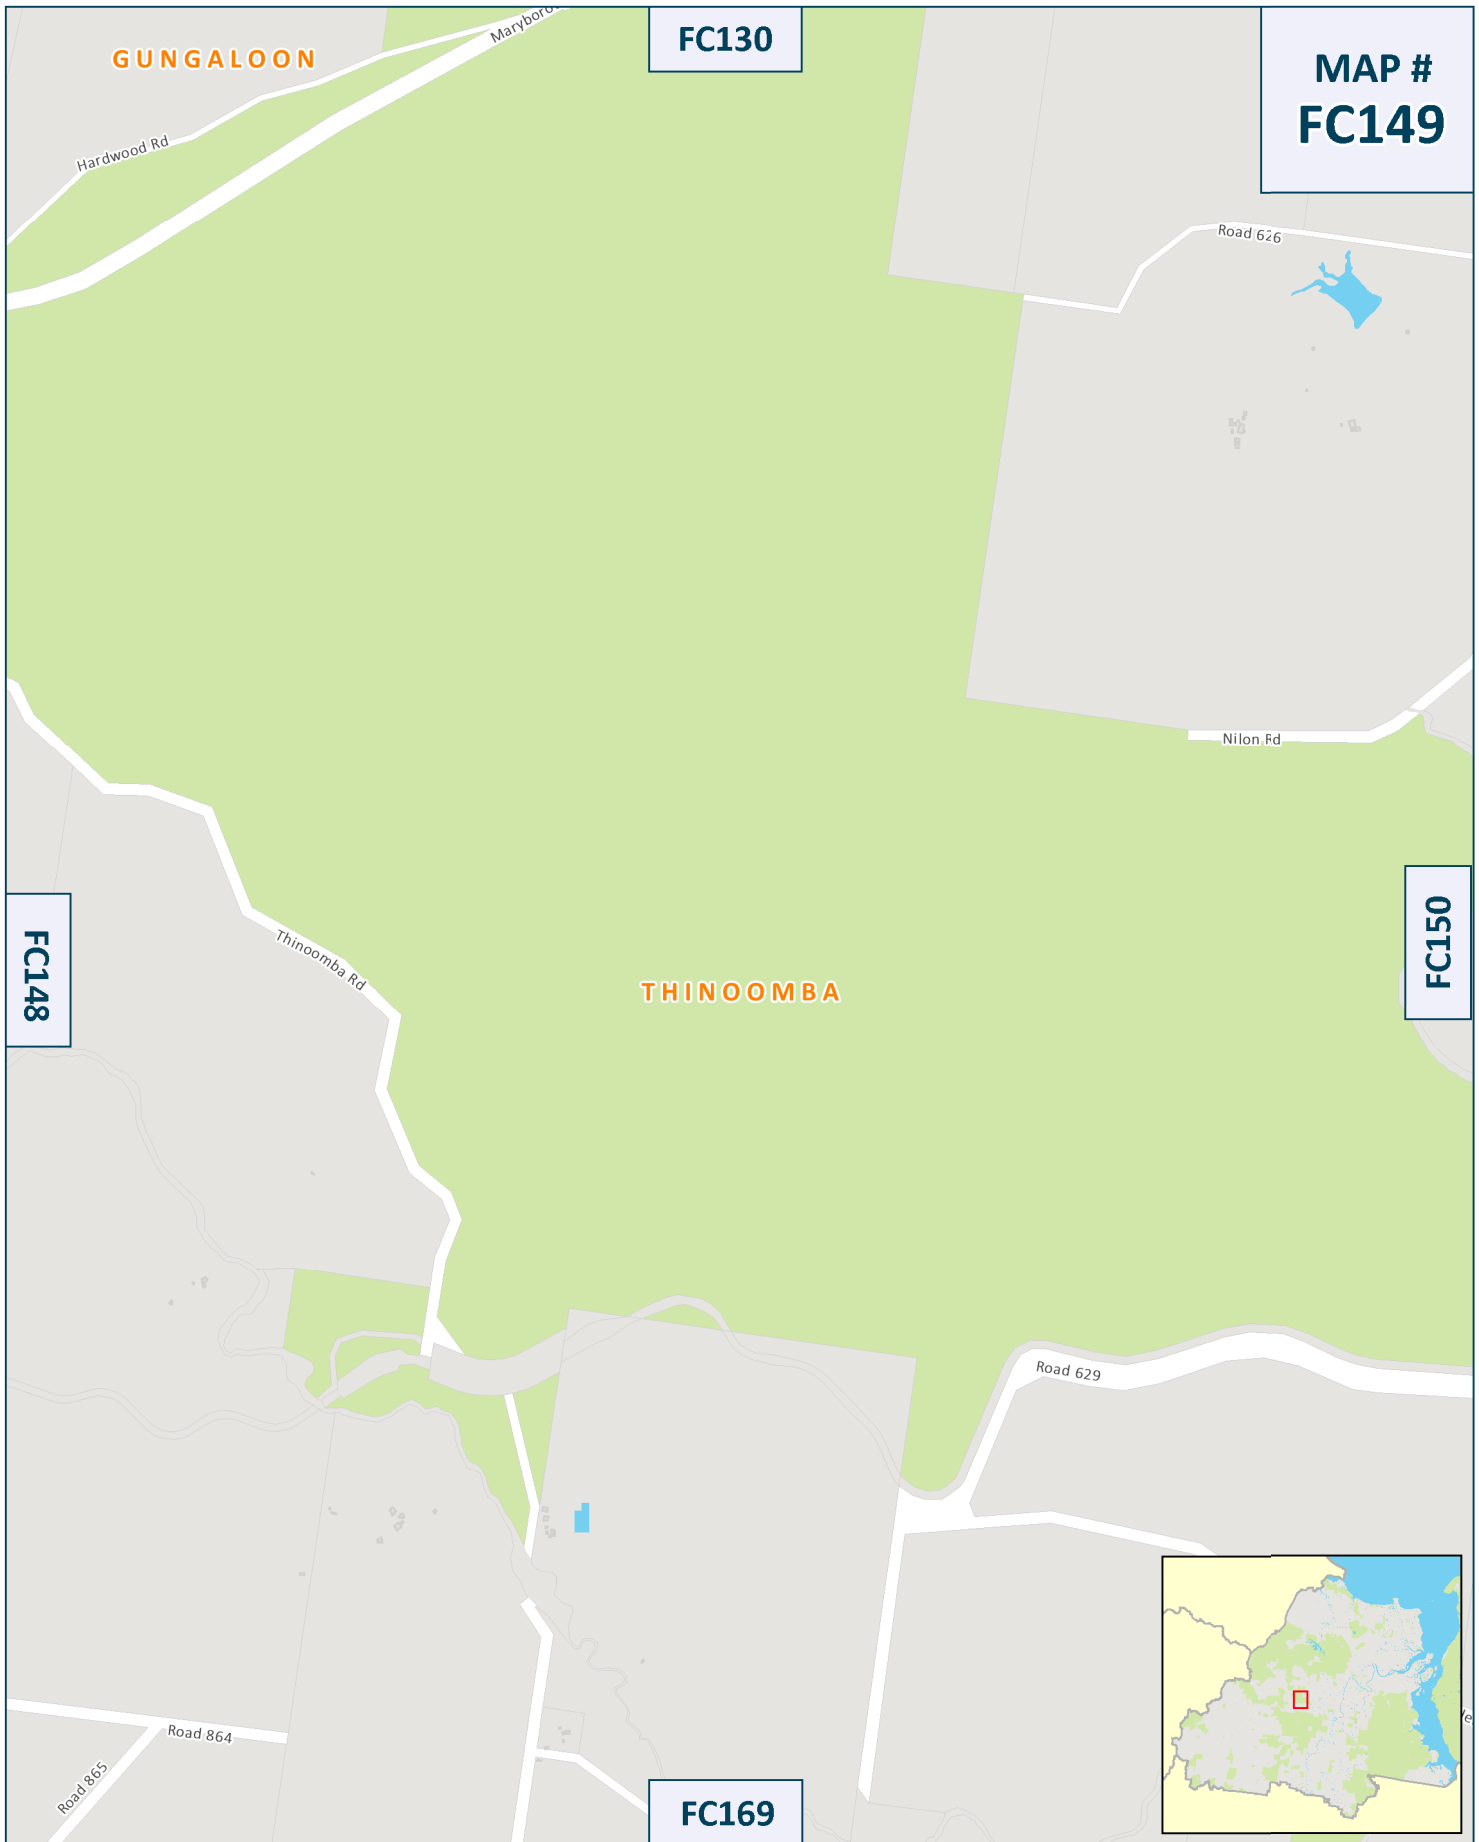 FC130
MAP #
FC149
GUNGALOON
Hardwood Rd
Road 626
Nilon Rd
FC148
FC150
Thinoomba Rd
THINOOMBA
Road 629
Road 864
Road 865
FC169